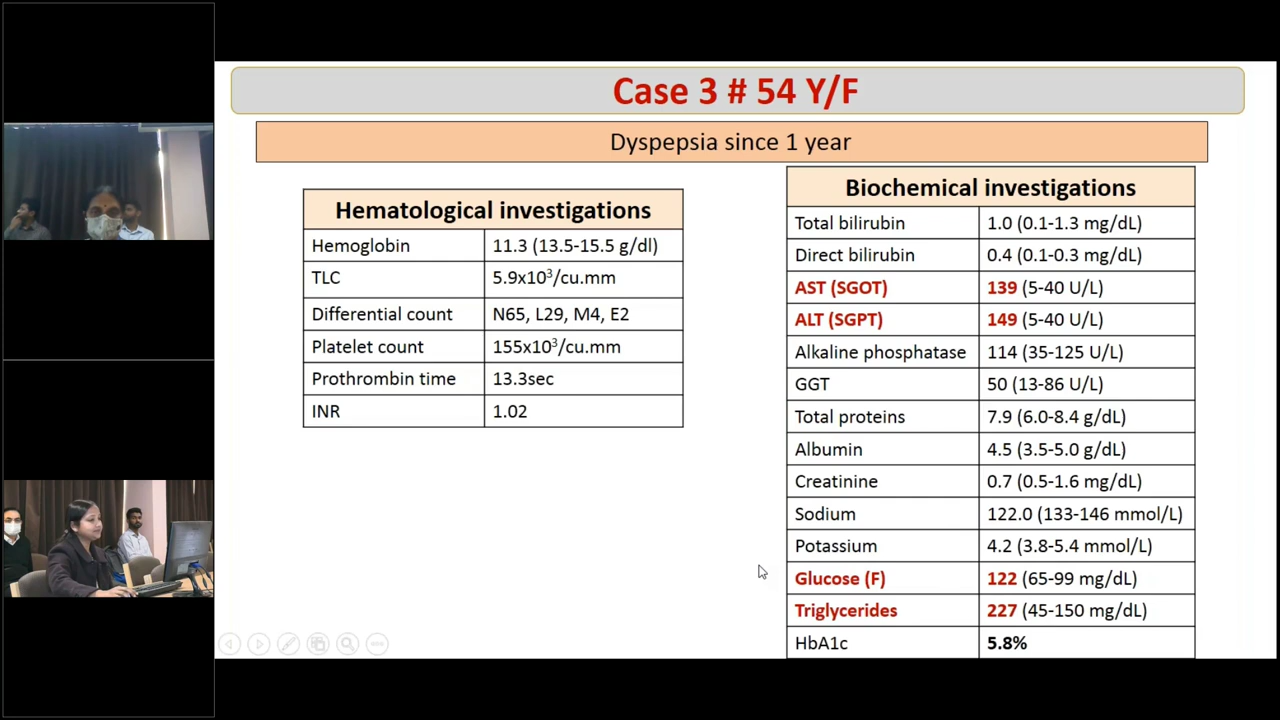 Case 3 # 54 Y/F
Dyspepsia since 1 year
Hematological investigations
Hemoglobin 11.3 (13.5-15.5 g/dl)
TLC 5.9x10³/cu.mm
Differential count N65, L29, M4, E2
Platelet count 155x10³/cu.mm
Prothrombin time 13.3sec
INR 1.02
Biochemical investigations
Total bilirubin 1.0 (0.1-1.3 mg/dL)
Direct bilirubin 0.4 (0.1-0.3 mg/dL)
AST (SGOT) 139 (5-40 U/L)
ALT (SGPT) 149 (5-40 U/L)
Alkaline phosphatase 114 (35-125 U/L)
GGT 50 (13-86 U/L)
Total proteins 7.9 (6.0-8.4 g/dL)
Albumin 4.5 (3.5-5.0 g/dL)
Creatinine 0.7 (0.5-1.6 mg/dL)
Sodium 122.0 (133-146 mmol/L)
Potassium 4.2 (3.8-5.4 mmol/L)
Glucose (F) 122 (65-99 mg/dL)
Triglycerides 227 (45-150 mg/dL)
HbA1c 5.8%